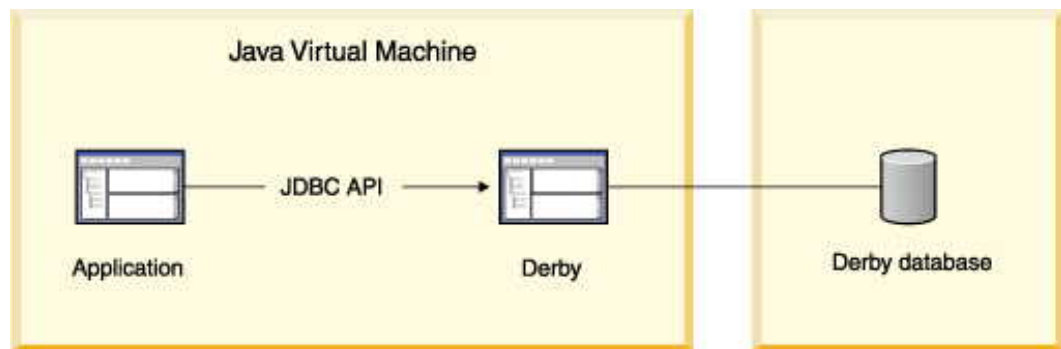 Java Virtual Machine
JDBC API
Application
Derby
Derby database